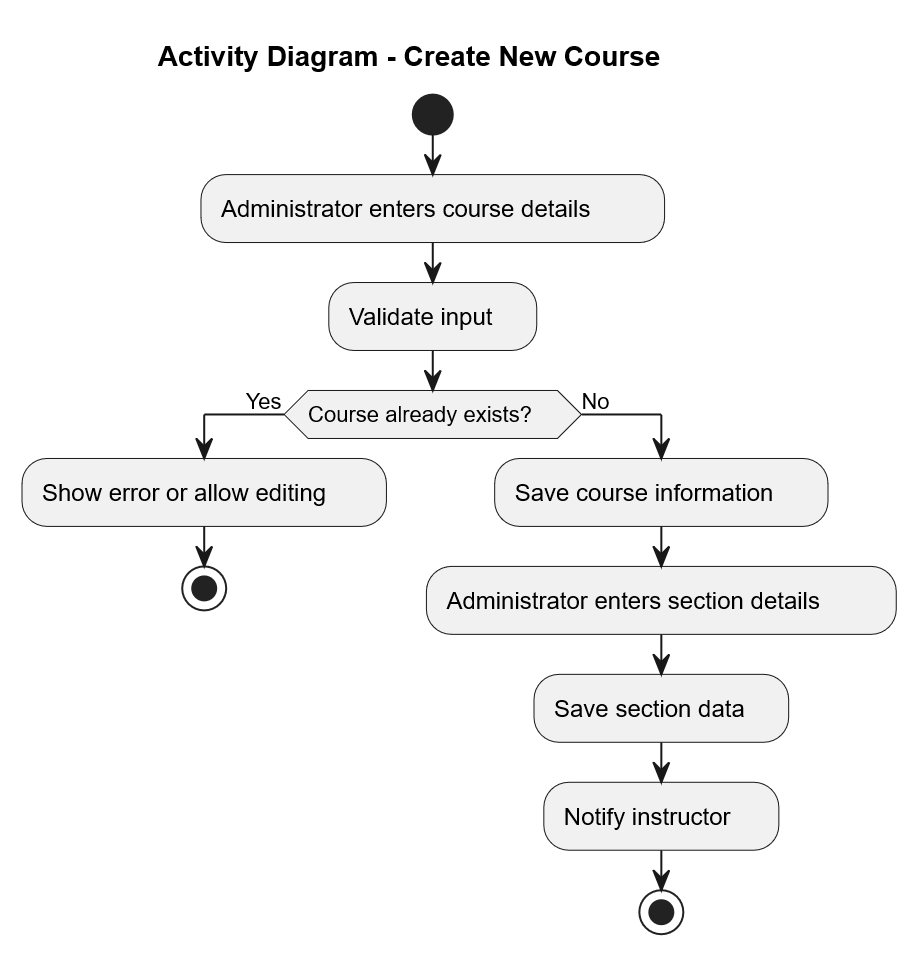 Activity Diagram - Create New Course
Administrator enters course details
Validate input
Yes
Course already exists?
No
Show error or allow editing
Save course information
Administrator enters section details
Save section data
Notify instructor